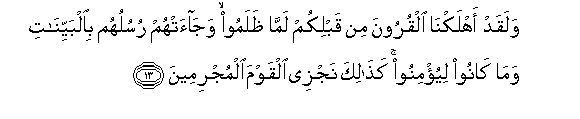 وَلَقَدْ أَهْلَكْنَا ٱلْقُرُونَ مِن قَبْلِكُمْ لَمَّا ظَلَمُوا۟ ۙ وَجَآءَتْهُمْ رُسُلُهُم بِٱلْبَيِّنَـٰتِ
وَمَا كَانُوا۟ لِيُؤْمِنُوا۟ ۚ كَذَٰلِكَ نَجْزِى ٱلْقَوْمَ ٱلْمُجْرِمِينَ ١٣